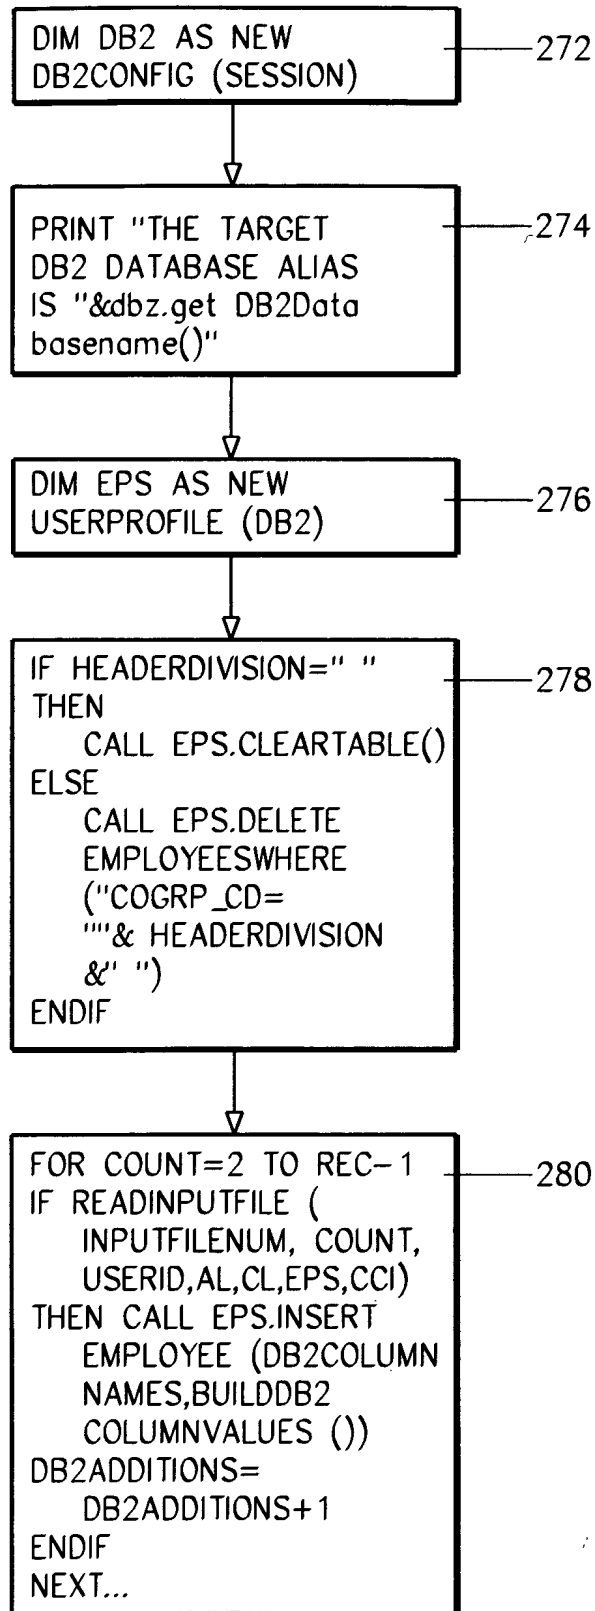 DIM DB2 AS NEW
DB2CONFIG (SESSION)
272
PRINT "THE TARGET
DB2 DATABASE ALIAS
IS "&dbz.get DB2Data
basename()"
274
DIM EPS AS NEW
USERPROFILE (DB2)
276
IF HEADERDIVISION=" "
THEN
CALL EPS.CLEARTABLE()
ELSE
CALL EPS.DELETE
EMPLOYEESWHERE
("COGRP_CD=
""& HEADERDIVISION
&" ")
ENDIF
278
FOR COUNT=2 TO REC-1
IF READINPUTFILE (
INPUTFILENUM, COUNT,
USERID,AL,CL,EPS,CCI)
THEN CALL EPS.INSERT
EMPLOYEE (DB2COLUMN
NAMES,BUILDDB2
COLUMNVALUES ())
DB2ADDITIONS=
DB2ADDITIONS+1
ENDIF
NEXT...
280